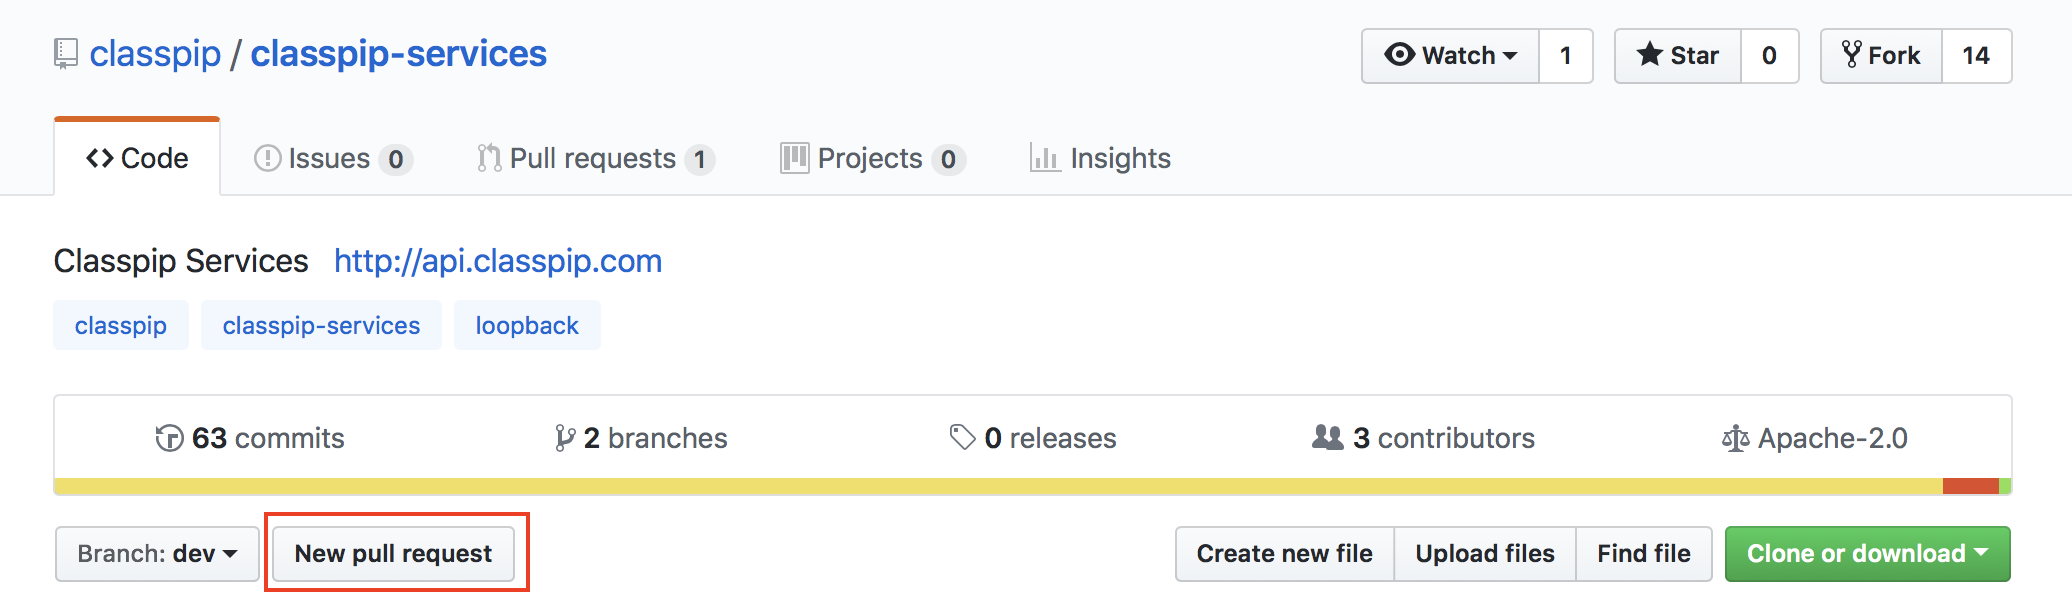 classpip / classpip-services
Watch 1
Star 0
Fork 14
Code
Issues 0
Pull requests 1
Projects 0
Insights
Classpip Services http://api.classpip.com
classpip classpip-services loopback
63 commits
2 branches
0 releases
3 contributors
Apache-2.0
Branch: dev
New pull request
Create new file
Upload files
Find file
Clone or download